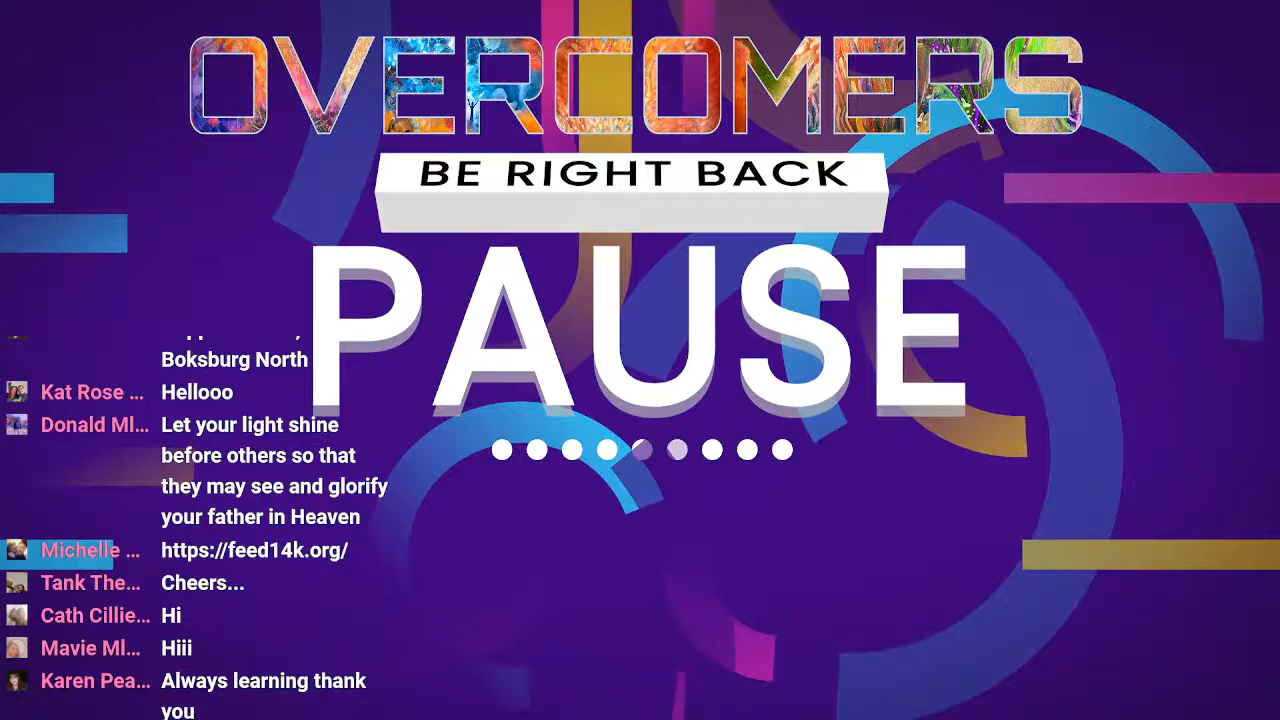 OVERCOMERS
BE RIGHT BACK
PAUSE
Boksburg North
Kat Rose ... Hellooo
Donald Ml... Let your light shine
before others so that
they may see and glorify
your father in Heaven
Michelle ... https://feed14k.org/
Tank The... Cheers...
Cath Cillie... Hi
Mavie Ml... Hiii
Karen Pea... Always learning thank
you